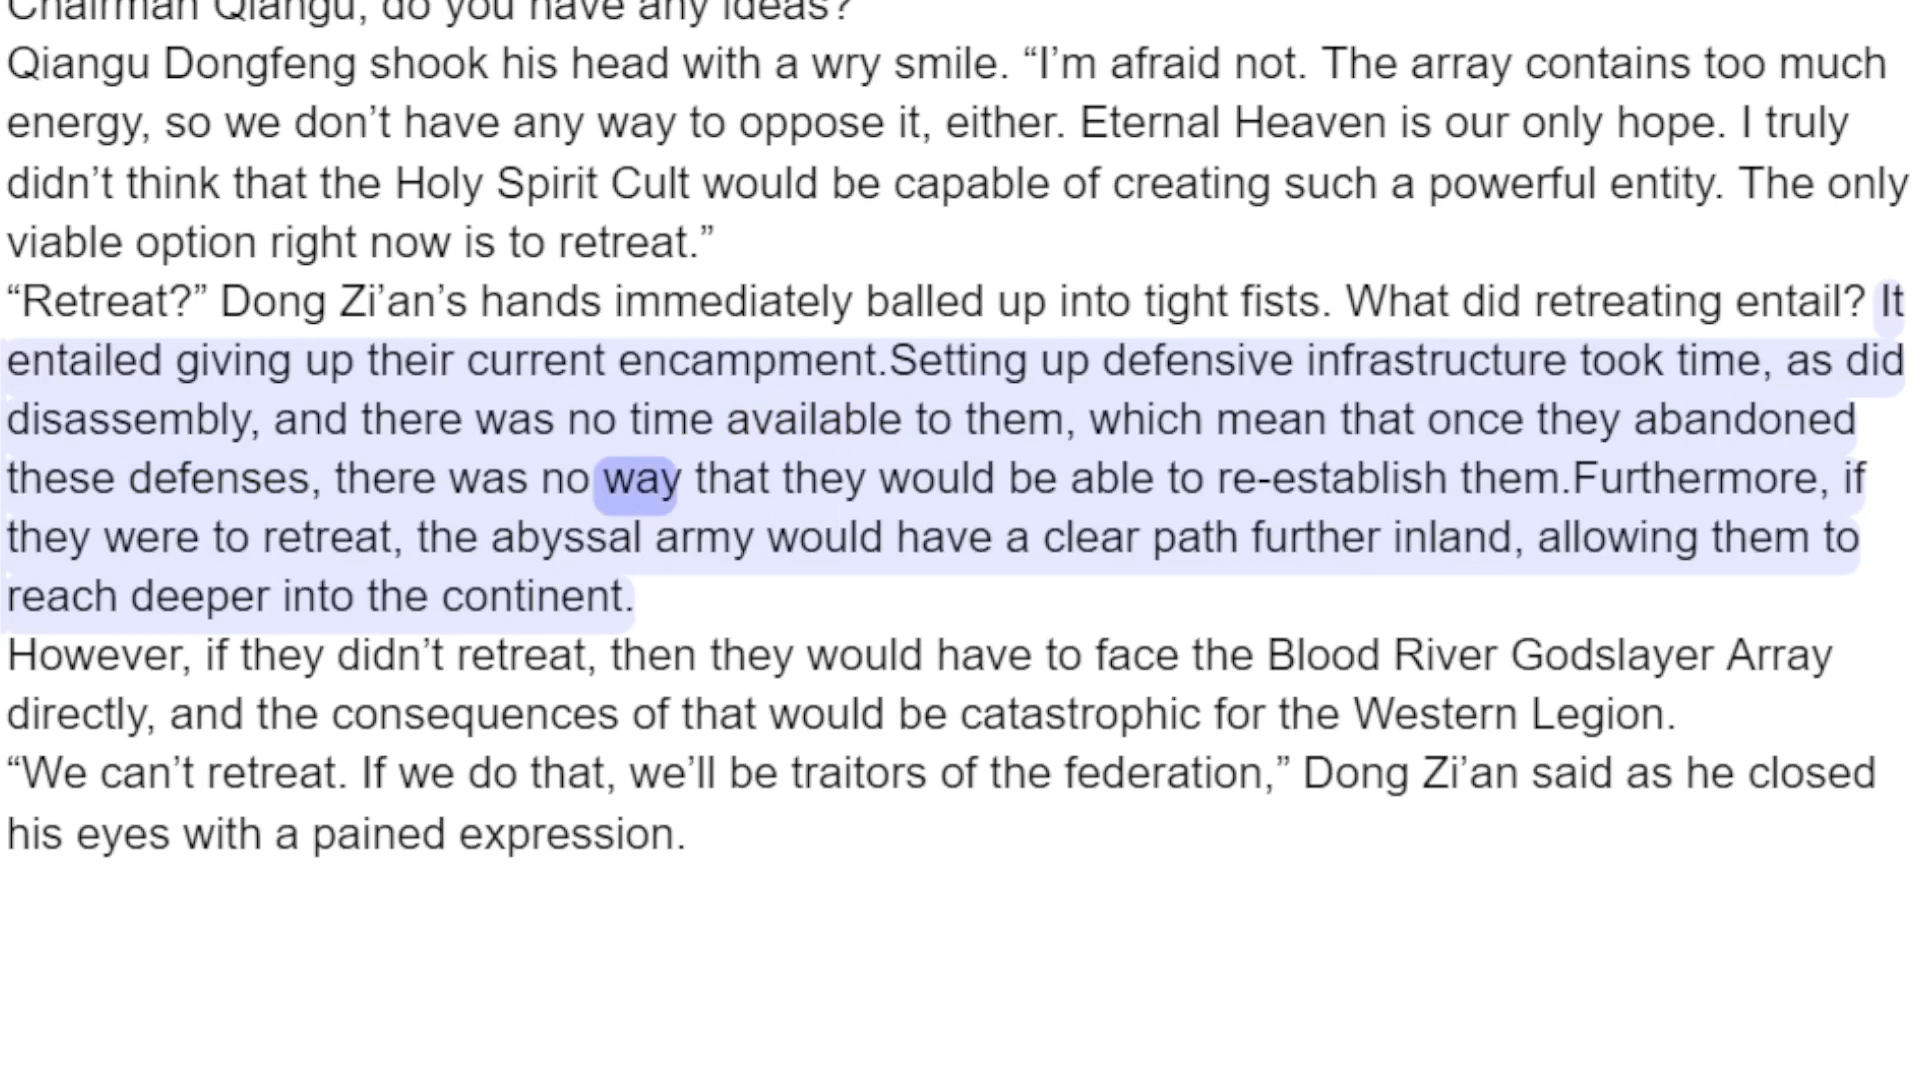 Chairman Qiangu, do you have any ideas?
Qiangu Dongfeng shook his head with a wry smile. “I’m afraid not. The array contains too much
energy, so we don’t have any way to oppose it, either. Eternal Heaven is our only hope. I truly
didn’t think that the Holy Spirit Cult would be capable of creating such a powerful entity. The only
viable option right now is to retreat.”
“Retreat?” Dong Zi’an’s hands immediately balled up into tight fists. What did retreating entail? It
entailed giving up their current encampment.Setting up defensive infrastructure took time, as did
disassembly, and there was no time available to them, which mean that once they abandoned
these defenses, there was no way that they would be able to re-establish them.Furthermore, if
they were to retreat, the abyssal army would have a clear path further inland, allowing them to
reach deeper into the continent.
However, if they didn’t retreat, then they would have to face the Blood River Godslayer Array
directly, and the consequences of that would be catastrophic for the Western Legion.
“We can’t retreat. If we do that, we’ll be traitors of the federation,” Dong Zi’an said as he closed
his eyes with a pained expression.